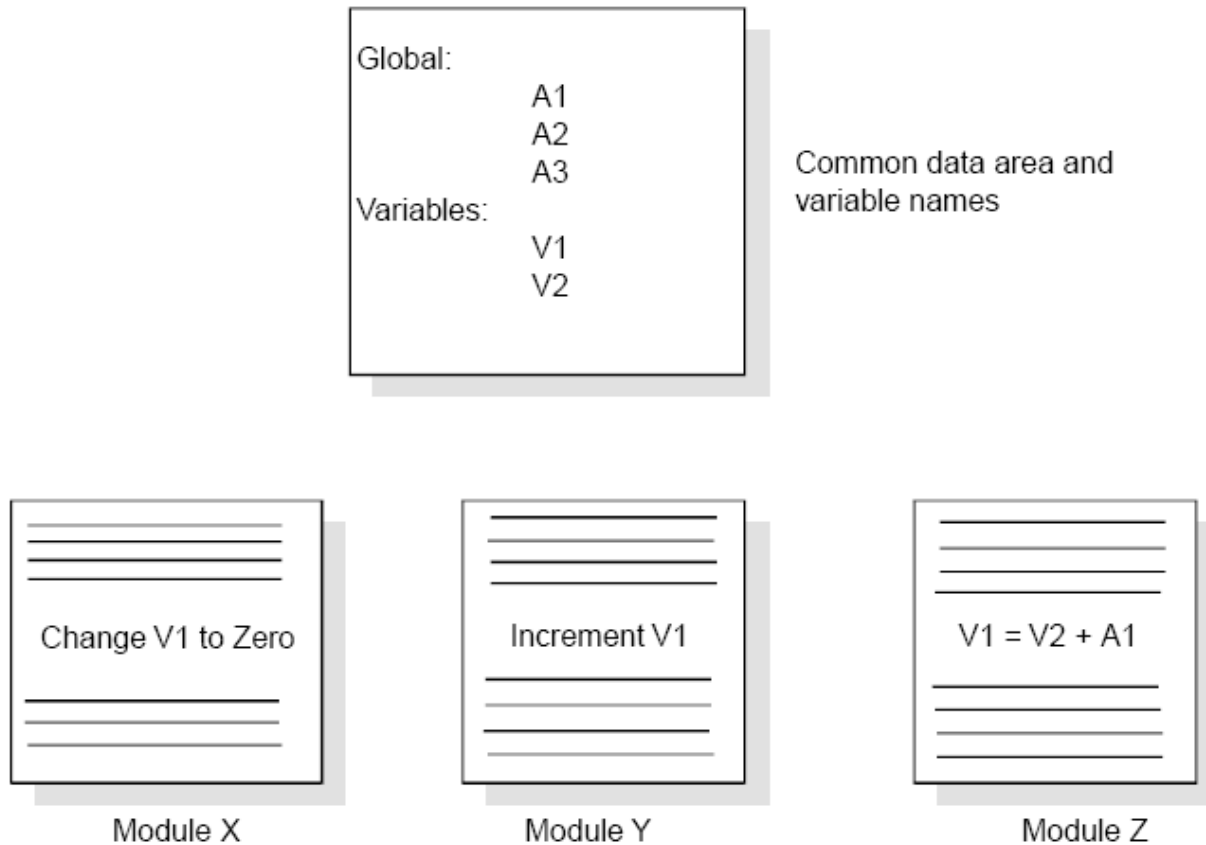 Global:
A1
A2
A3
Variables:
V1
V2
Common data area and
variable names
Change V1 to Zero
Increment V1
V1 = V2 + A1
Module X
Module Y
Module Z